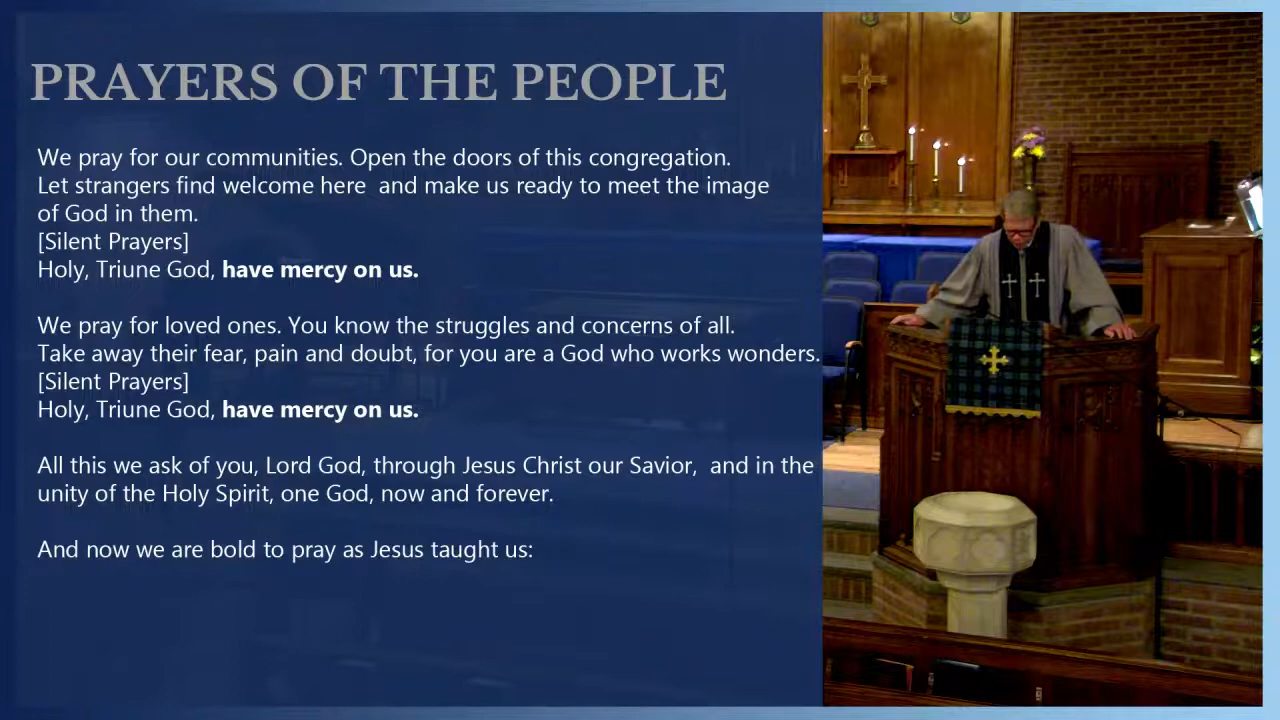 PRAYERS OF THE PEOPLE
We pray for our communities. Open the doors of this congregation.
Let strangers find welcome here  and make us ready to meet the image
of God in them.
[Silent Prayers]
Holy, Triune God, have mercy on us.
We pray for loved ones. You know the struggles and concerns of all.
Take away their fear, pain and doubt, for you are a God who works wonders.
[Silent Prayers]
Holy, Triune God, have mercy on us.
All this we ask of you, Lord God, through Jesus Christ our Savior,  and in the
unity of the Holy Spirit, one God, now and forever.
And now we are bold to pray as Jesus taught us: